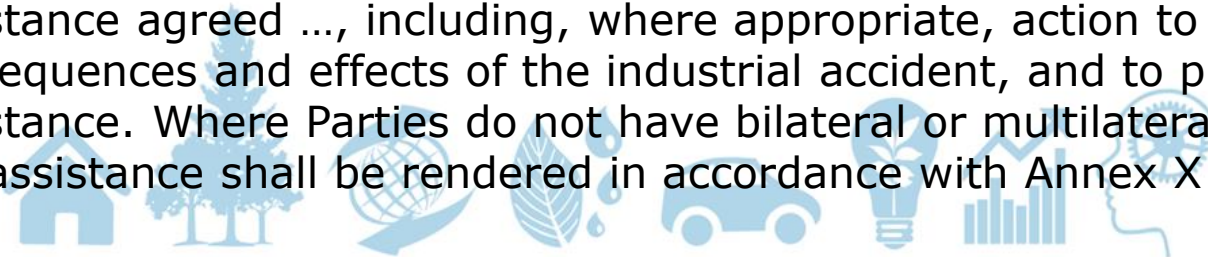 stance agreed …, including, where appropriate, action to
equences and effects of the industrial accident, and to p
stance. Where Parties do not have bilateral or multilatera
assistance shall be rendered in accordance with Annex X